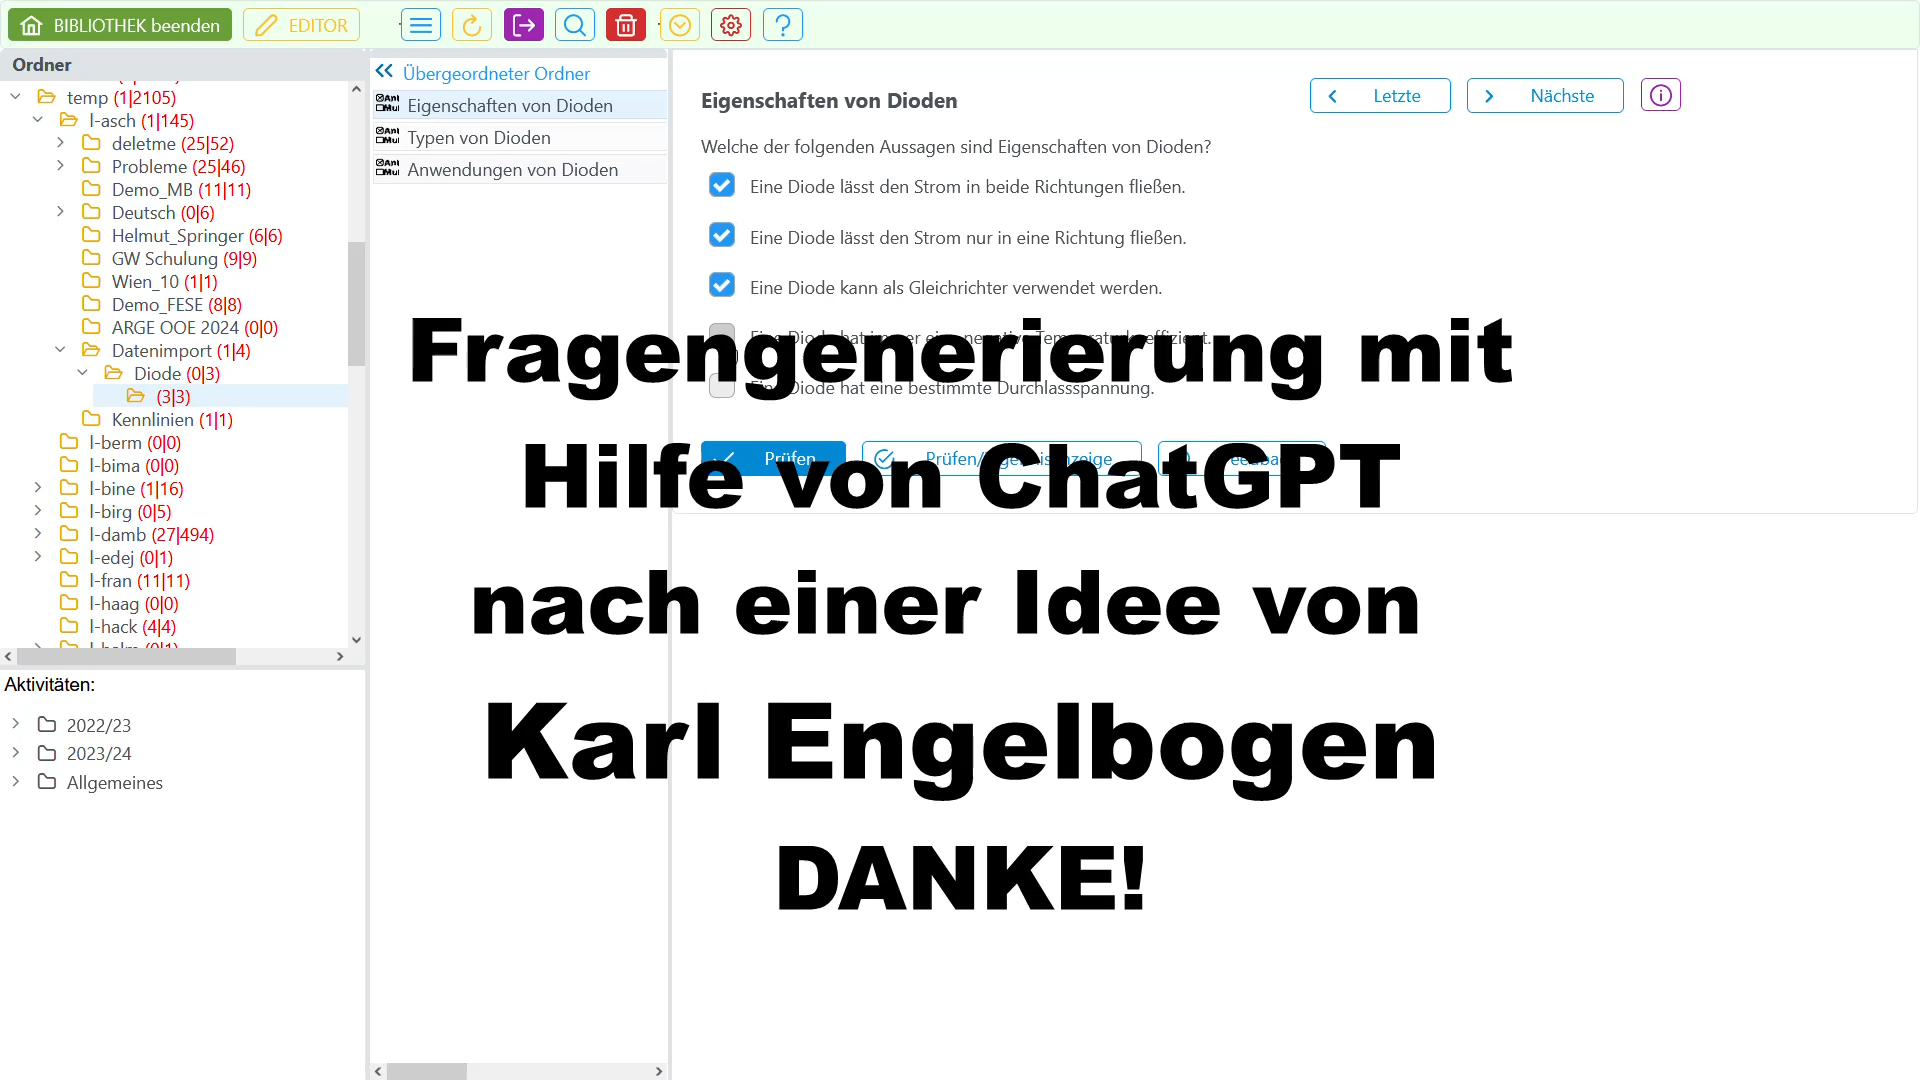 BIBLIOTHEK beenden
EDITOR
Ordner
temp (1|2105)
l-asch (1|145)
deletme (25|52)
Probleme (25|46)
Demo_MB (11|11)
Deutsch (0|6)
Helmut_Springer (6|6)
GW Schulung (9|9)
Wien_10 (1|1)
Demo_FESE (8|8)
ARGE OOE 2024 (0|0)
Datenimport (1|4)
Diode (0|3)
(3|3)
Kennlinien (1|1)
l-berm (0|0)
l-bima (0|0)
l-bine (1|16)
l-birg (0|5)
l-damb (27|494)
l-edej (0|1)
l-fran (11|11)
l-haag (0|0)
l-hack (4|4)
Aktivitäten:
2022/23
2023/24
Allgemeines
Übergeordneter Ordner
Eigenschaften von Dioden
Typen von Dioden
Anwendungen von Dioden
Eigenschaften von Dioden
Letzte
Nächste
Welche der folgenden Aussagen sind Eigenschaften von Dioden?
Eine Diode lässt den Strom in beide Richtungen fließen.
Eine Diode lässt den Strom nur in eine Richtung fließen.
Eine Diode kann als Gleichrichter verwendet werden.
Eine Diode hat immer eine negative Temperaturkoeffizient.
Eine Diode hat eine bestimmte Durchlassspannung.
Prüfen
Fragengenerierung mit
Hilfe von ChatGPT
nach einer Idee von
Karl Engelbogen
DANKE!